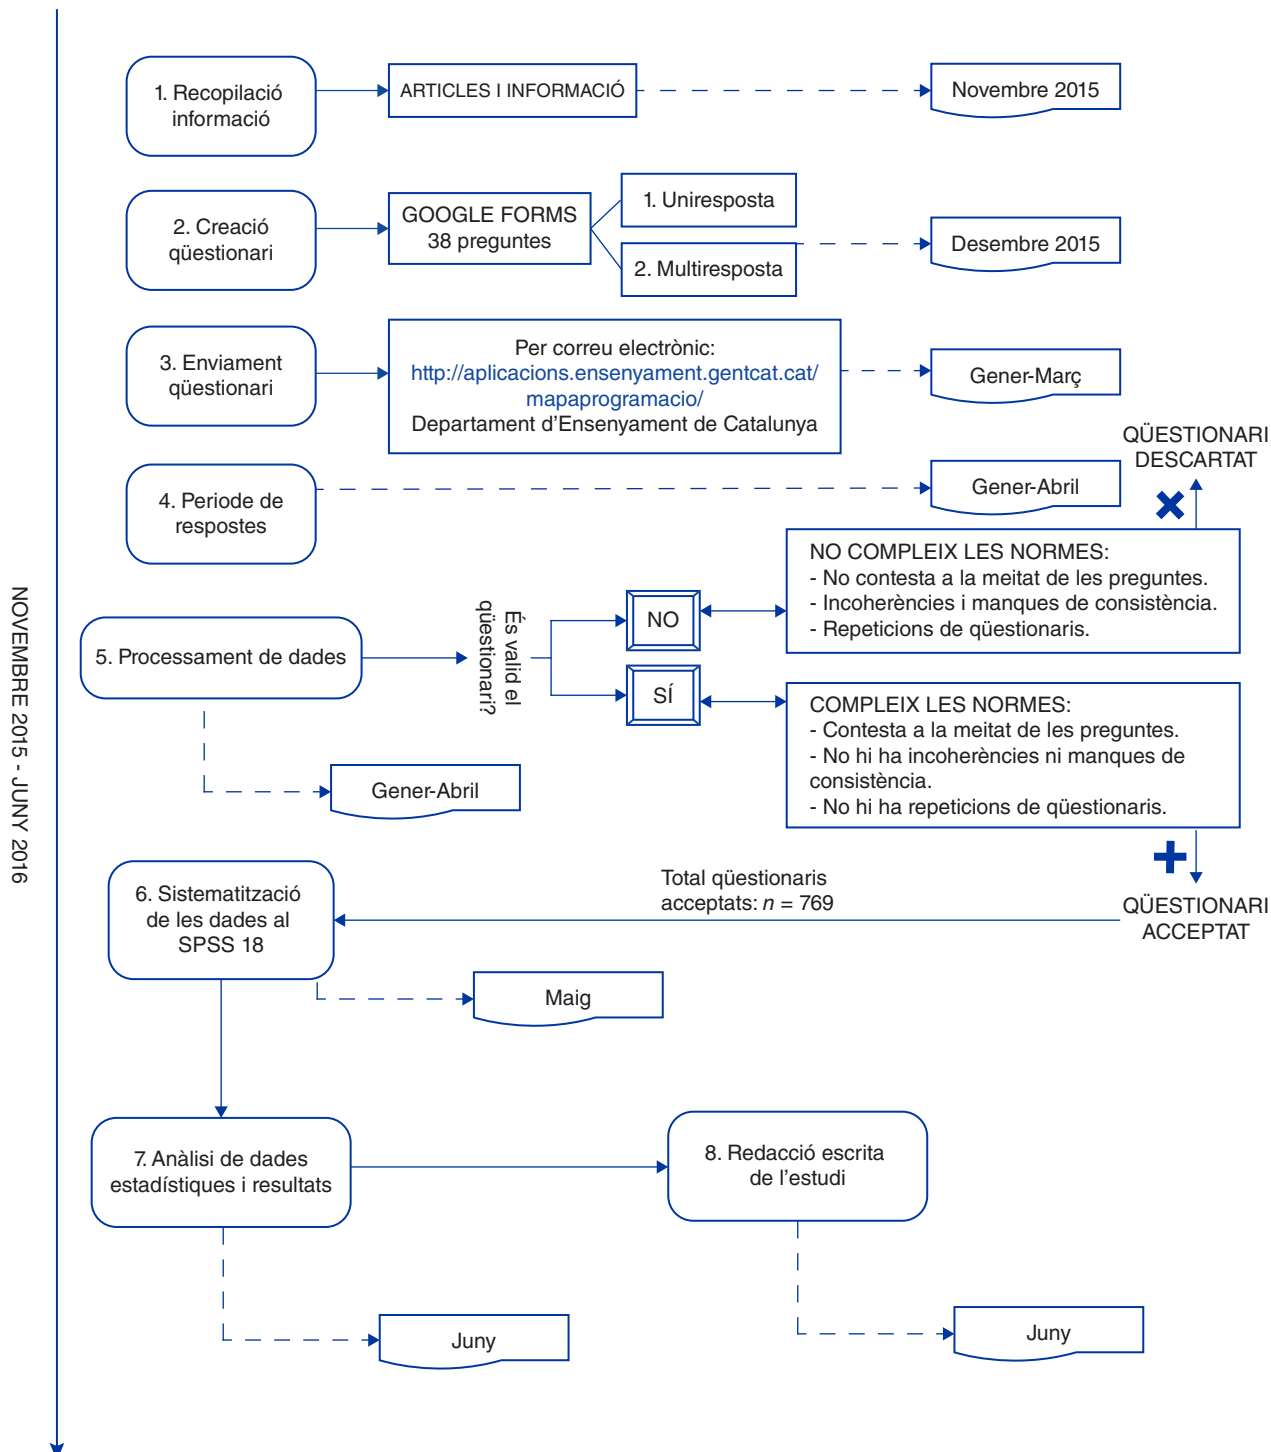 NOVEMBRE 2015 - JUNY 2016
1. Recopilació
informació
ARTICLES I INFORMACIÓ
Novembre 2015
2. Creació
qüestionari
GOOGLE FORMS
38 preguntes
1. Uniresposta
2. Multiresposta
Desembre 2015
3. Enviament
qüestionari
Per correu electrònic:
http://aplicacions.ensenyament.gentcat.cat/
mapaprogramacio/
Departament d’Ensenyament de Catalunya
Gener-Març
4. Periode de
respostes
Gener-Abril
QÜESTIONARI
DESCARTAT
5. Processament de dades
És valid el
qüestionari?
NO
NO COMPLEIX LES NORMES:
- No contesta a la meitat de les preguntes.
- Incoherències i manques de consistència.
- Repeticions de qüestionaris.
SÍ
COMPLEIX LES NORMES:
- Contesta a la meitat de les preguntes.
- No hi ha incoherències ni manques de
consistència.
- No hi ha repeticions de qüestionaris.
Gener-Abril
QÜESTIONARI
ACCEPTAT
Total qüestionaris
acceptats: n = 769
6. Sistematització
de les dades al
SPSS 18
Maig
7. Anàlisi de dades
estadístiques i resultats
8. Redacció escrita
de l’estudi
Juny
Juny